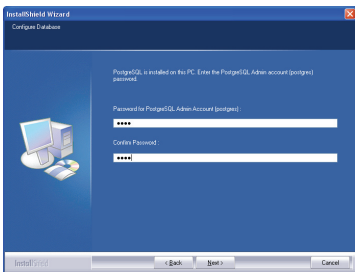 InstallShield Wizard
Configure Database
PostgreSQL is installed on this PC. Enter the PostgreSQL Admin account (postgres)
password.
Password for PostgreSQL Admin Account (postgres) :
••••
Confirm Password :
••••
InstallShield
< Back
Next >
Cancel